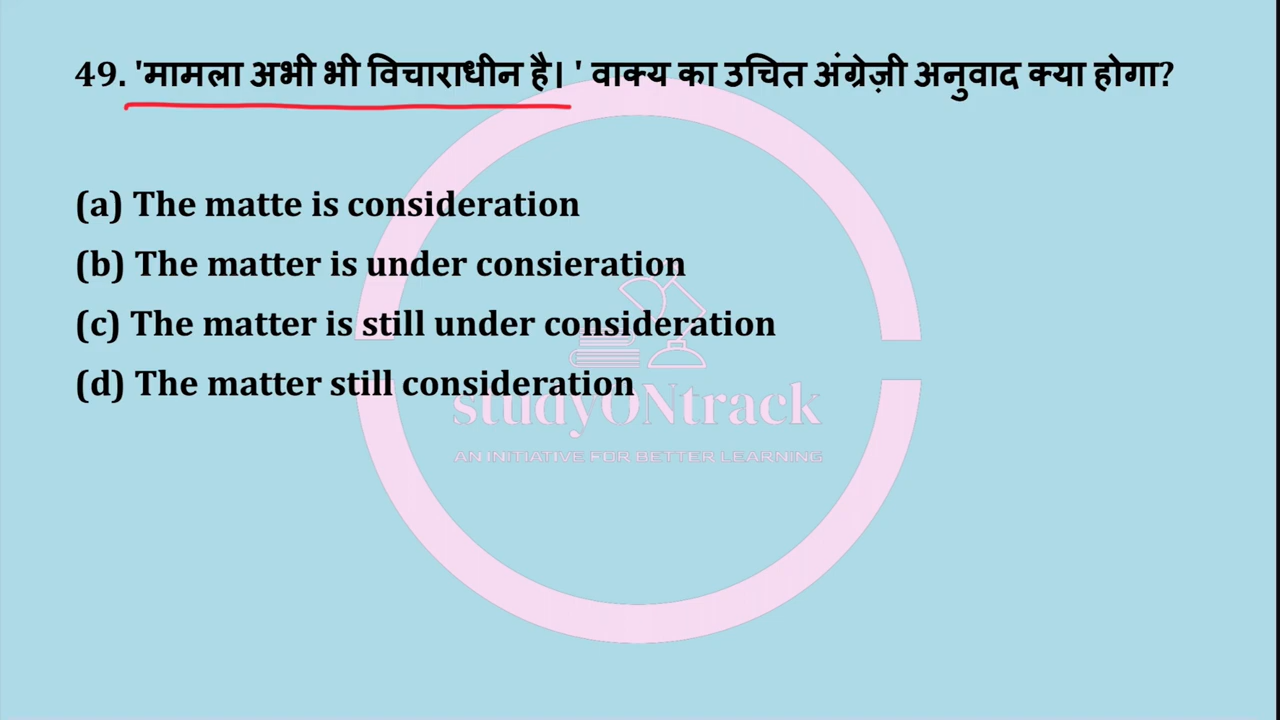 49. 'मामला अभी भी विचाराधीन है। ' वाक्य का उचित अंग्रेज़ी अनुवाद क्या होगा?
(a) The matte is consideration
(b) The matter is under consieration
(c) The matter is still under consideration
(d) The matter still consideration
studyONtrack
AN INITIATIVE FOR BETTER LEARNING